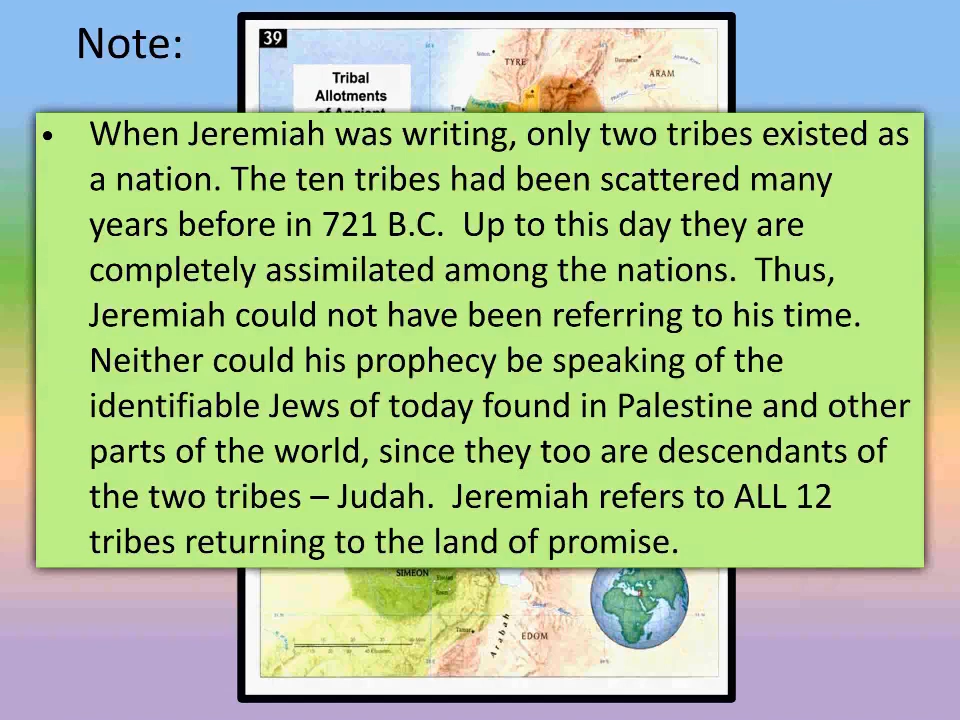 Note:
39
Tribal
Allotments
of Ancient
TYRE
ARAM
• When Jeremiah was writing, only two tribes existed as
a nation. The ten tribes had been scattered many
years before in 721 B.C.  Up to this day they are
completely assimilated among the nations.  Thus,
Jeremiah could not have been referring to his time.
Neither could his prophecy be speaking of the
identifiable Jews of today found in Palestine and other
parts of the world, since they too are descendants of
the two tribes – Judah.  Jeremiah refers to ALL 12
tribes returning to the land of promise.
SIMEON
Arabah
EDOM